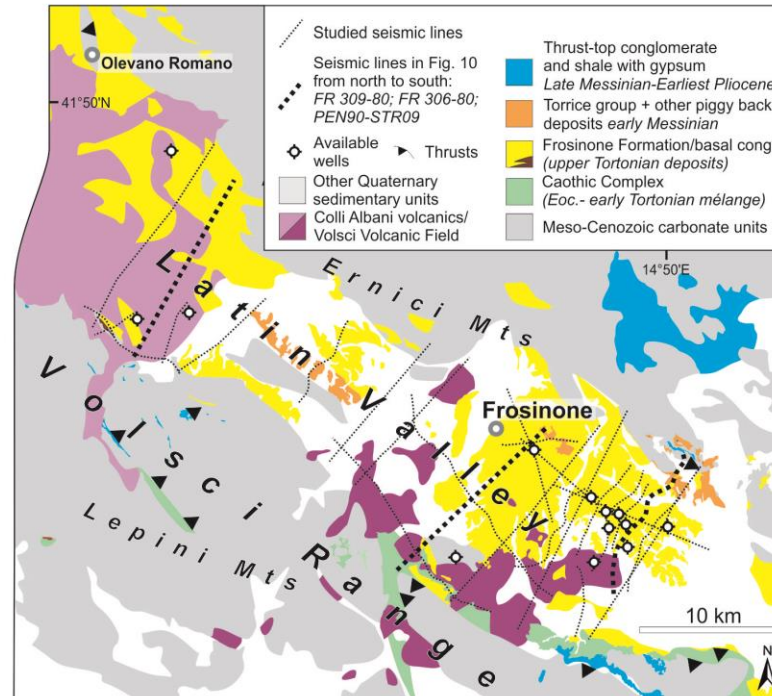 Olevano Romano
41°50'N
Studied seismic lines
Seismic lines in Fig. 10
from north to south:
FR 309-80; FR 306-80;
PEN90-STR09
Available
wells
Thrusts
Other Quaternary
sedimentary units
Colli Albani volcanics/
Volsci Volcanic Field
Thrust-top conglomerate
and shale with gypsum
Late Messinian-Earliest Pliocene
Torrice group + other piggy back
deposits early Messinian
Frosinone Formation/basal cong
(upper Tortonian deposits)
Caothic Complex
(Eoc.- early Tortonian mélange)
Meso-Cenozoic carbonate units
14°50'E
Ernici Mts
Latin Valley
Frosinone
Volsci Range
Lepini Mts
10 km
N